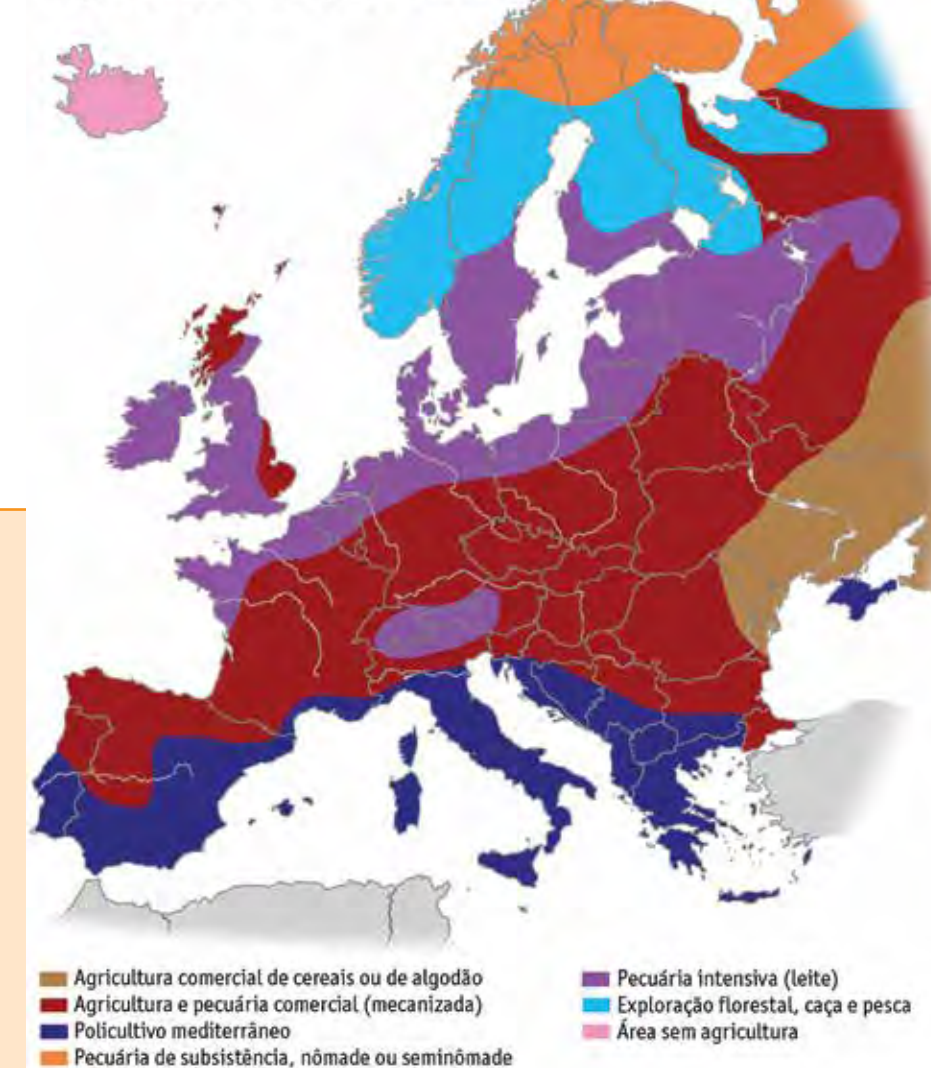 Agricultura comercial de cereais ou de algodão
Agricultura e pecuária comercial (mecanizada)
Policultivo mediterrâneo
Pecuária de subsistência, nômade ou seminômade
Pecuária intensiva (leite)
Exploração florestal, caça e pesca
Área sem agricultura